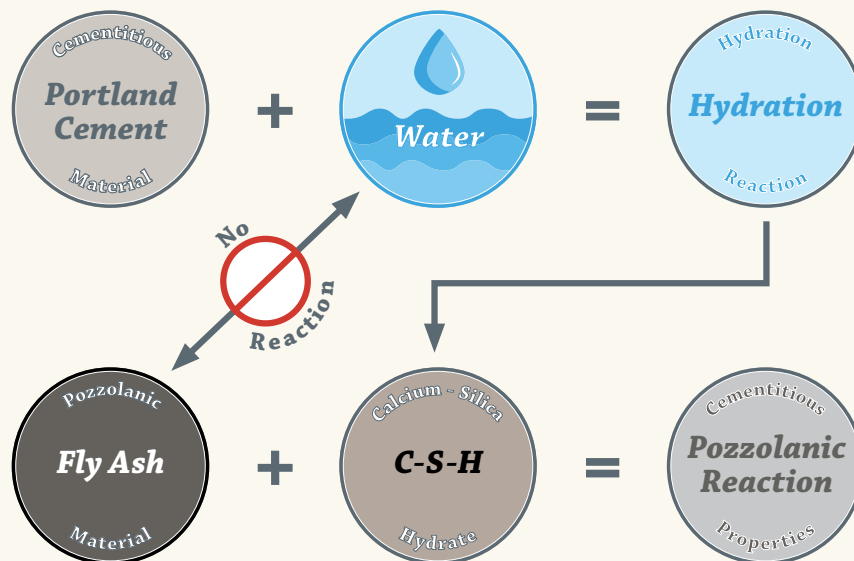 Cementitious
Portland
Cement
Material
+
Water
=
Hydration
Hydration
Reaction
No
Reaction
Pozzolanic
Fly Ash
Material
+
Calcium - Silica
C-S-H
Hydrate
=
Cementitious
Pozzolanic
Reaction
Properties